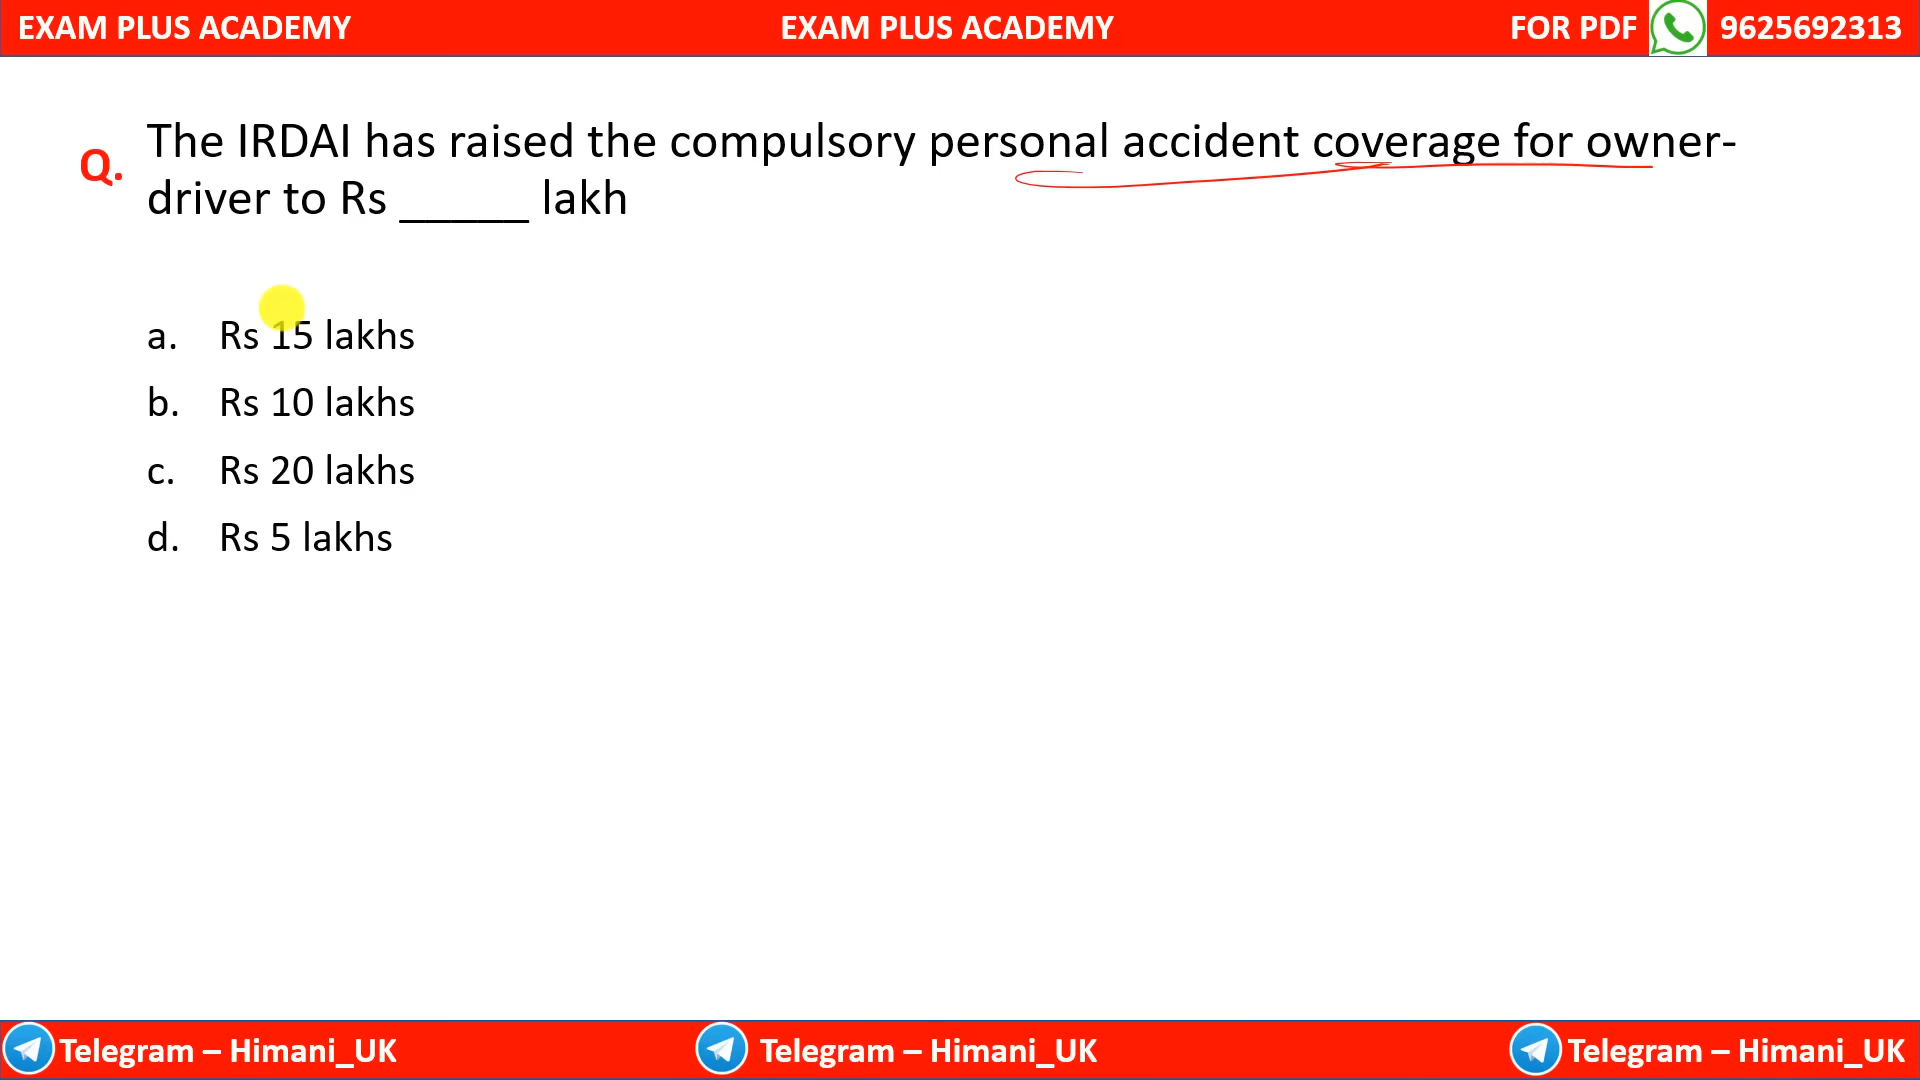 EXAM PLUS ACADEMY EXAM PLUS ACADEMY FOR PDF 9625692313
Q. The IRDAI has raised the compulsory personal accident coverage for owner-
driver to Rs _____ lakh
a. Rs 15 lakhs
b. Rs 10 lakhs
c. Rs 20 lakhs
d. Rs 5 lakhs
Telegram – Himani_UK Telegram – Himani_UK Telegram – Himani_UK